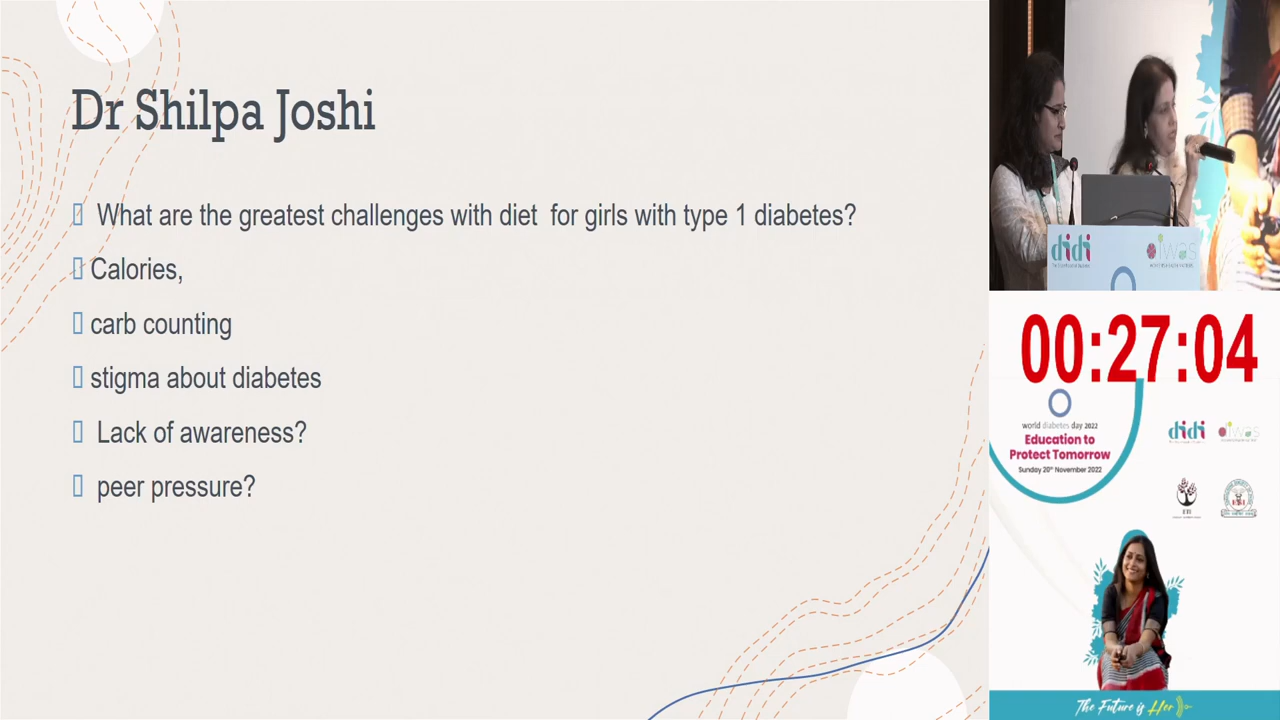 Dr Shilpa Joshi
What are the greatest challenges with diet for girls with type 1 diabetes?
Calories,
carb counting
stigma about diabetes
Lack of awareness?
peer pressure?
didi
00:27:04
world diabetes day 2022
Education to
Protect Tomorrow
Sunday 20th November 2022
didi
The Future is Her